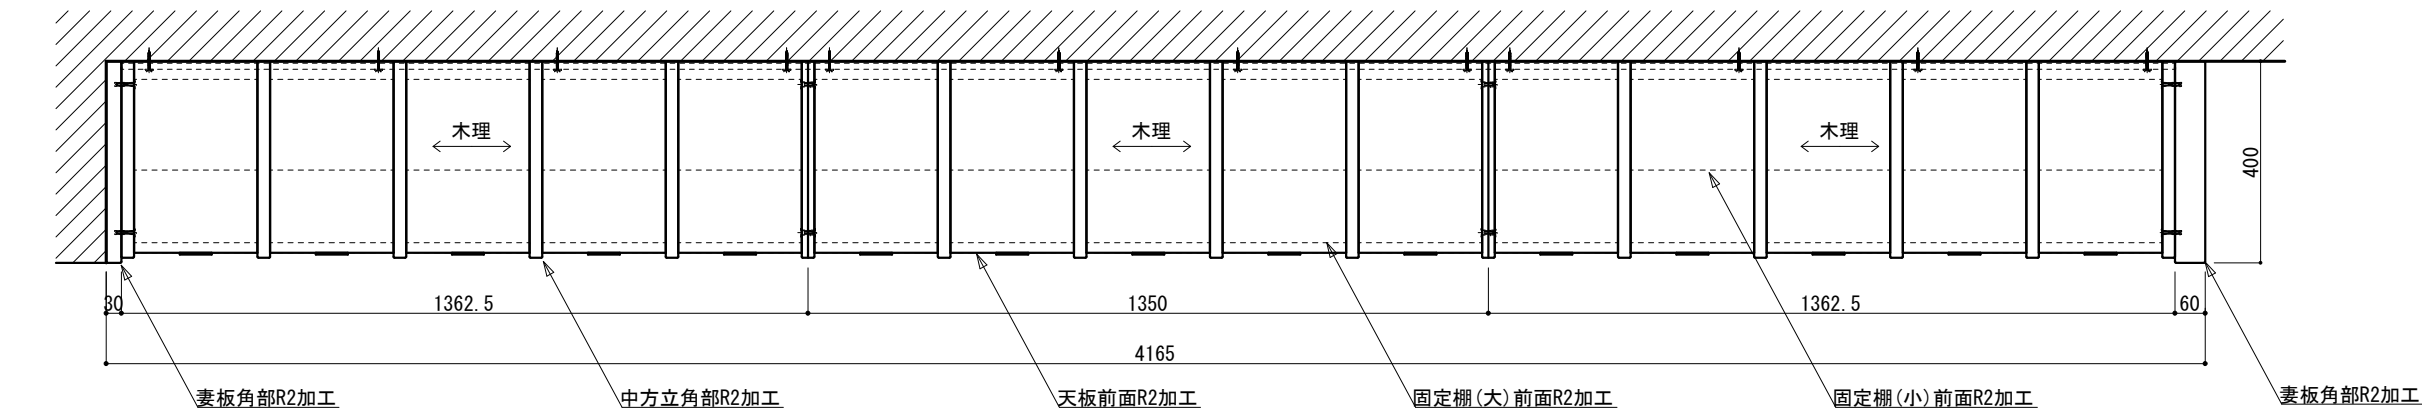 木理
木理
木理
400
30
1362.5
1350
1362.5
60
4165
妻板角部R2加工
中方立角部R2加工
天板前面R2加工
固定棚(大)前面R2加工
固定棚(小)前面R2加工
妻板角部R2加工